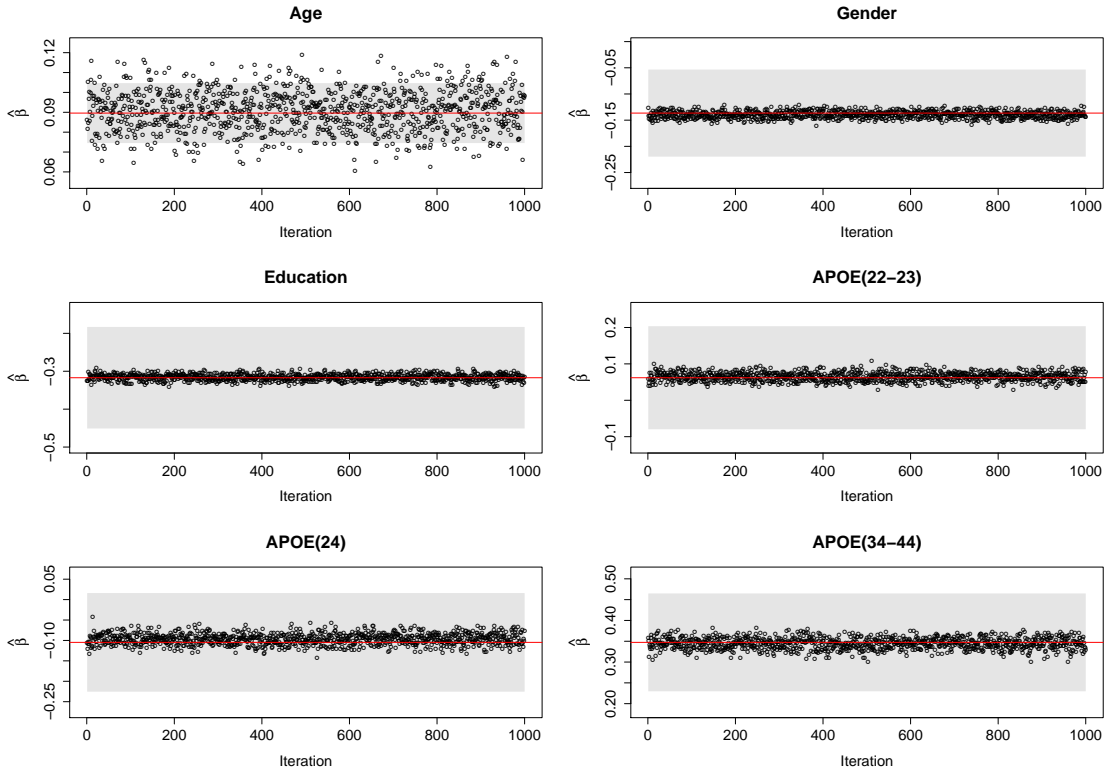 Age
0.12
0.09
0.06
β̂
0 200 400 600 800 1000
Iteration
Gender
−0.05
−0.15
−0.25
β̂
0 200 400 600 800 1000
Iteration
Education
−0.3
−0.5
β̂
0 200 400 600 800 1000
Iteration
APOE(22−23)
0.2
0.1
−0.1
β̂
0 200 400 600 800 1000
Iteration
APOE(24)
0.05
−0.10
−0.25
β̂
0 200 400 600 800 1000
Iteration
APOE(34−44)
0.50
0.40
0.30
0.20
β̂
0 200 400 600 800 1000
Iteration